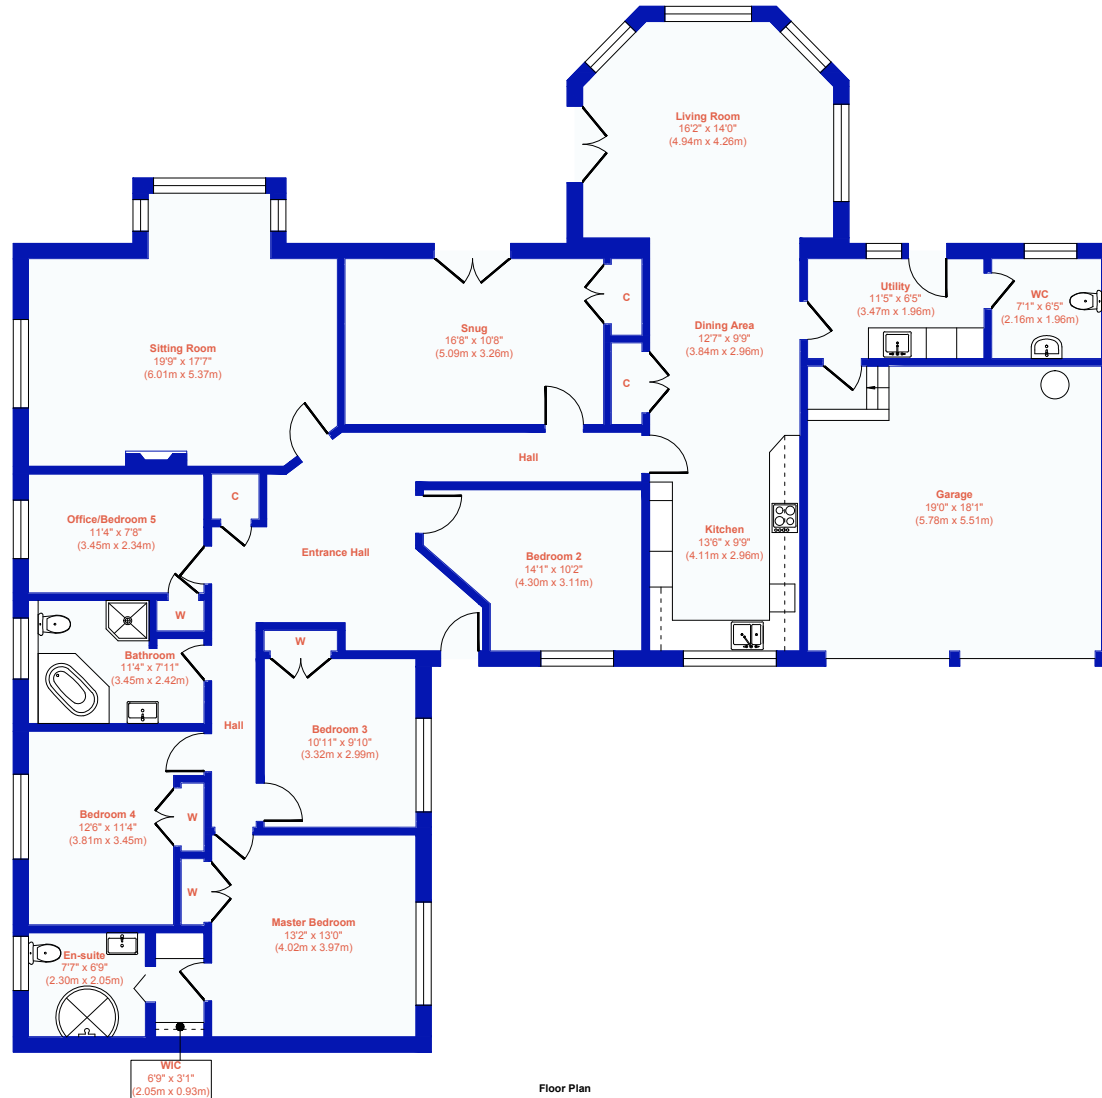 Living Room
16'2" x 14'0"
(4.94m x 4.26m)
Utility
11'5" x 6'5"
(3.47m x 1.96m)
WC
7'1" x 6'5"
(2.16m x 1.96m)
C
Snug
16'8" x 10'8"
(5.09m x 3.26m)
Dining Area
12'7" x 9'9"
(3.84m x 2.96m)
Sitting Room
19'9" x 17'7"
(6.01m x 5.37m)
C
Hall
C
Garage
19'0" x 18'1"
(5.78m x 5.51m)
Office/Bedroom 5
11'4" x 7'8"
(3.45m x 2.34m)
Entrance Hall
Bedroom 2
14'1" x 10'2"
(4.30m x 3.11m)
Kitchen
13'6" x 9'9"
(4.11m x 2.96m)
W
W
Bathroom
11'4" x 7'11"
(3.45m x 2.42m)
Hall
Bedroom 3
10'11" x 9'10"
(3.32m x 2.99m)
Bedroom 4
12'6" x 11'4"
(3.81m x 3.45m)
W
W
Master Bedroom
13'2" x 13'0"
(4.02m x 3.97m)
En-suite
7'7" x 6'9"
(2.30m x 2.05m)
WIC
6'9" x 3'1"
(2.05m x 0.93m)
Floor Plan